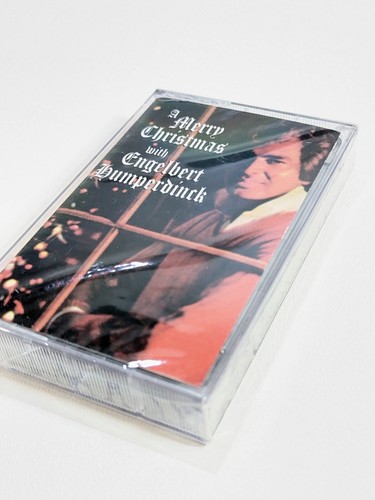 A
Merry
Christmas
with
Engelbert
Humperdinck